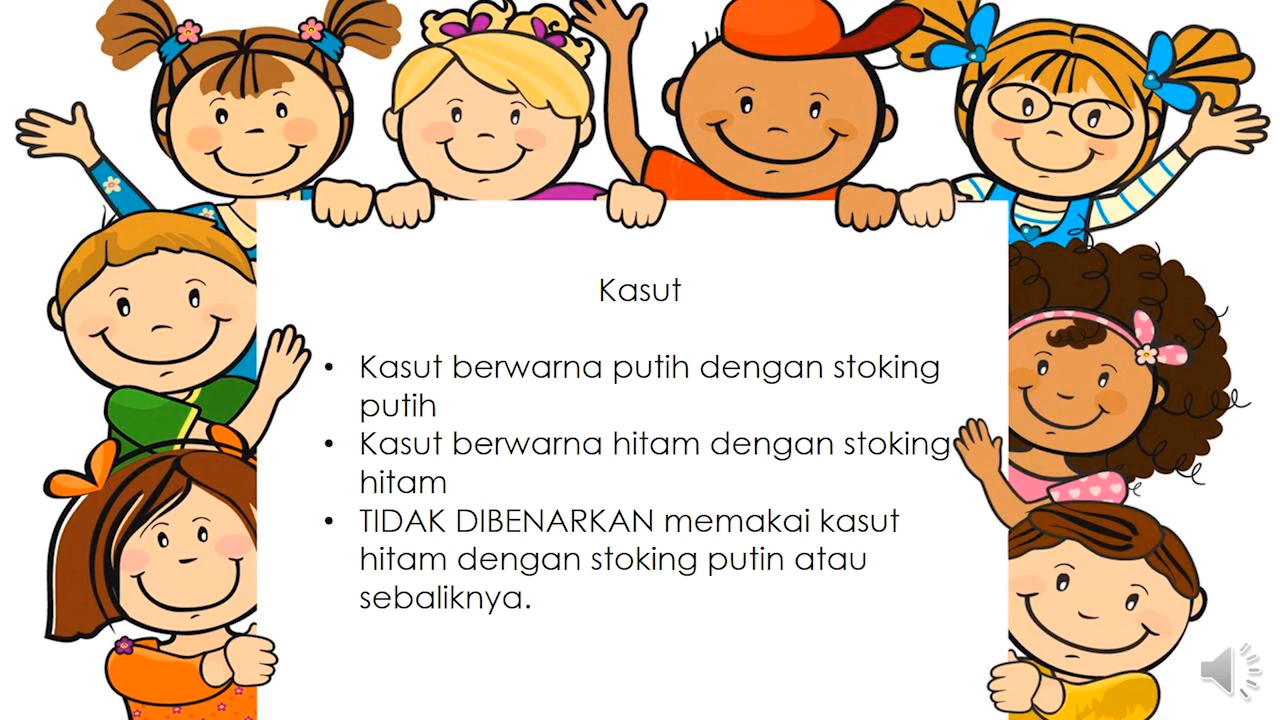 Kasut
• Kasut berwarna putih dengan stoking
putih
• Kasut berwarna hitam dengan stoking
hitam
• TIDAK DIBENARKAN memakai kasut
hitam dengan stoking putin atau
sebaliknya.